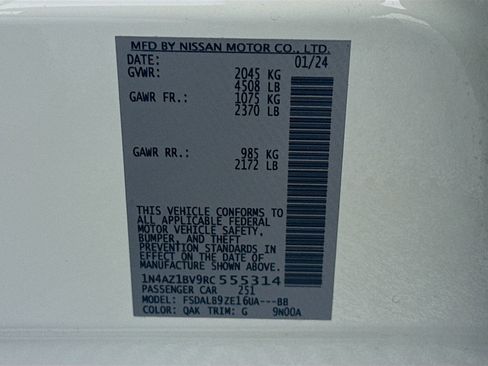 MFD BY NISSAN MOTOR CO., LTD.
DATE: 01/24
GVWR: 2045 KG
4508 LB
GAWR FR.: 1075 KG
2370 LB
GAWR RR.: 985 KG
2172 LB
THIS VEHICLE CONFORMS TO
ALL APPLICABLE FEDERAL
MOTOR VEHICLE SAFETY,
BUMPER, AND THEFT
PREVENTION STANDARDS IN
EFFECT ON THE DATE OF
MANUFACTURE SHOWN ABOVE.
1N4AZ1BV9RC555314
PASSENGER CAR 251
MODEL: FSDALB9ZE16UA---BB
COLOR: QAK TRIM: G 9N00A